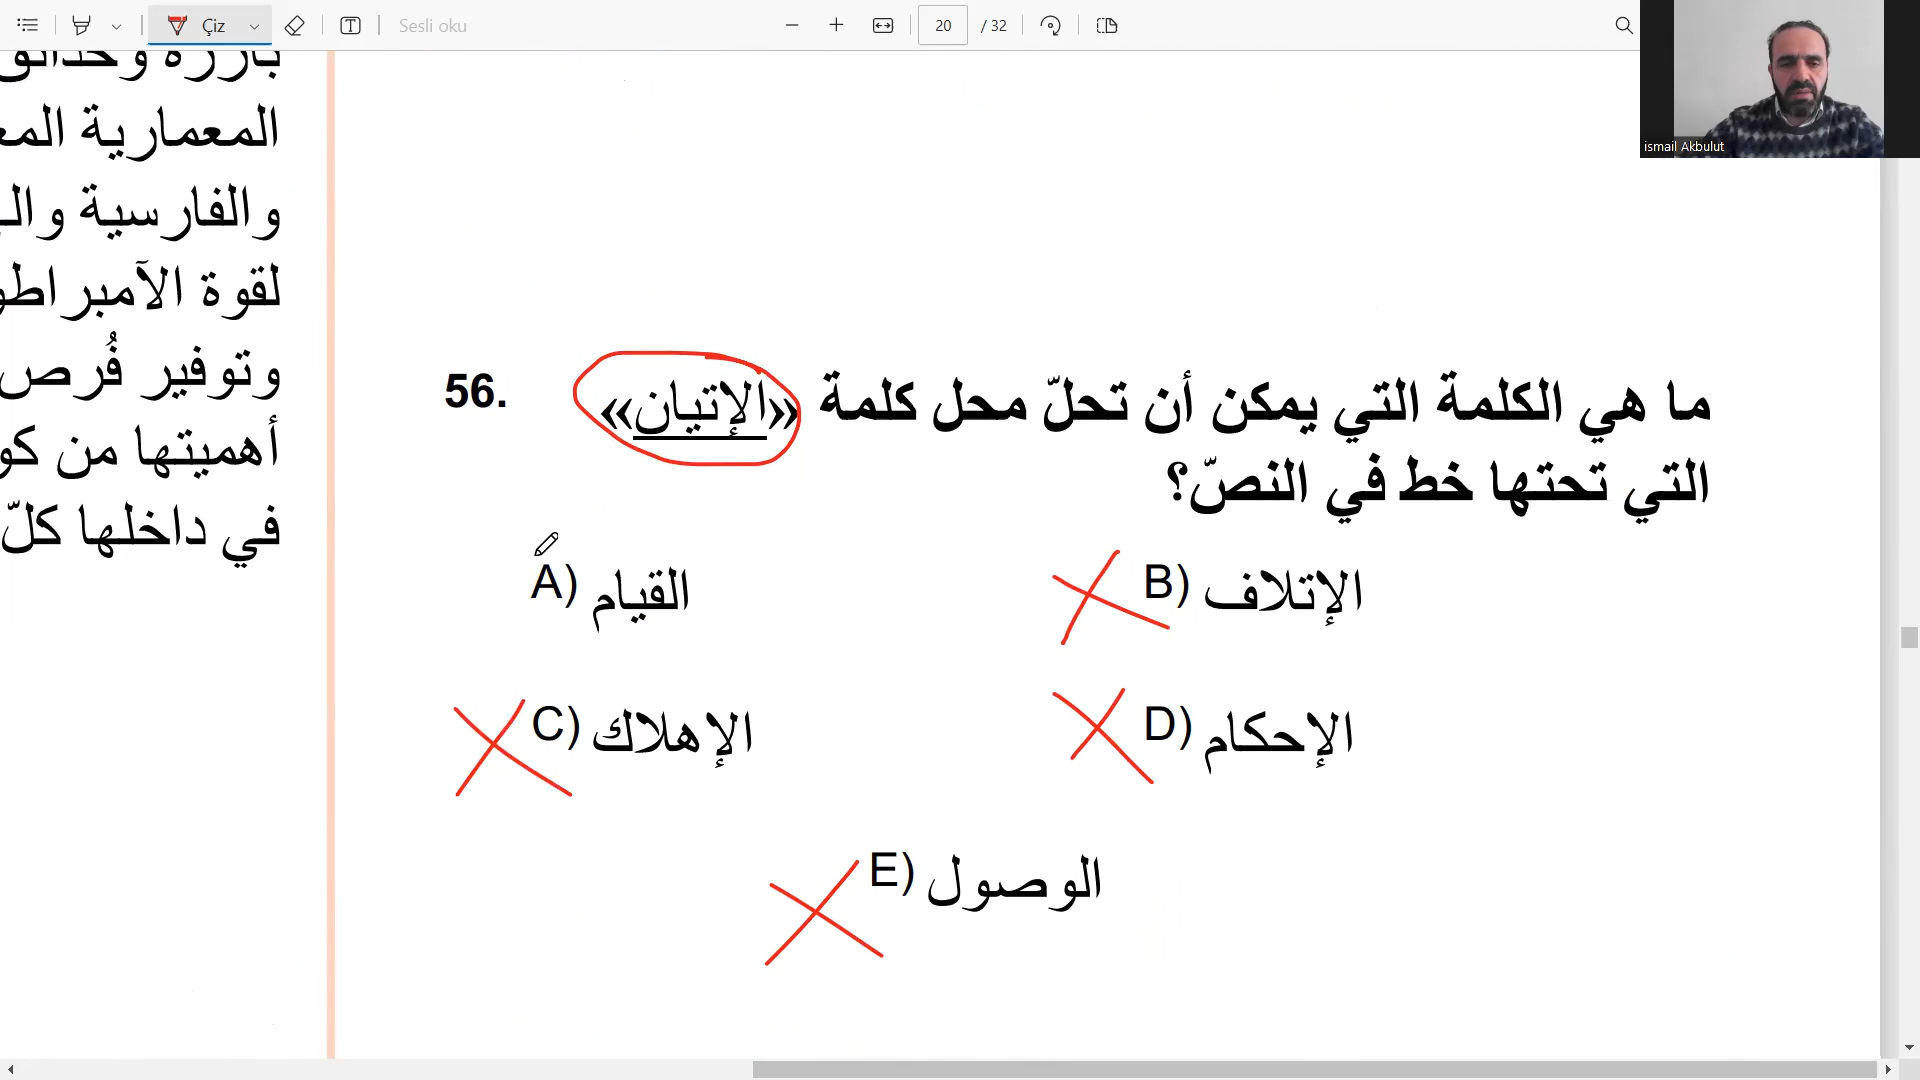 Çiz
Sesli oku
20 / 32
ismail Akbulut
المعمارية
والفارسية
لقوة
وتوفير فُرص
أهميتها من
في داخلها كلّ
56. ما هي الكلمة التي يمكن أن تحلّ محل كلمة «الإتيان»
التي تحتها خط في النصّ؟
A) القيام
B) الإتلاف
C) الإهلاك
D) الإحكام
E) الوصول